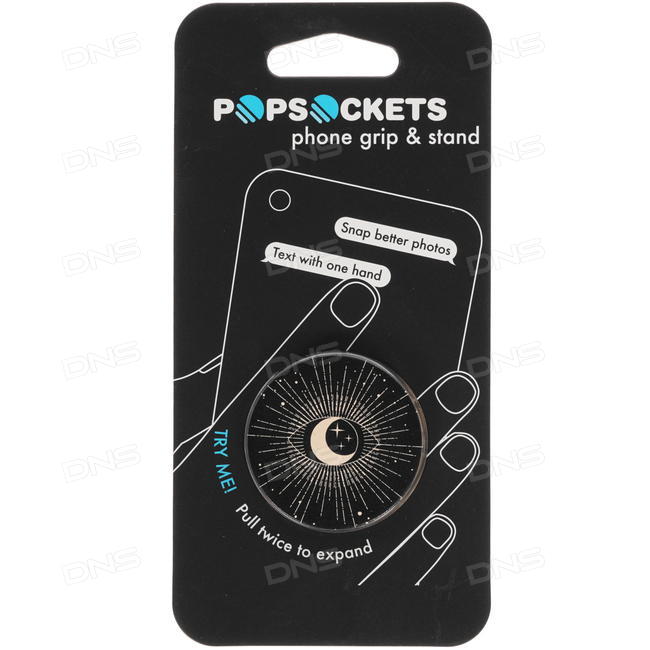 POPSOCKETS
phone grip & stand
Snap better photos
Text with one hand
TRY ME!
Pull twice to expand
DNS